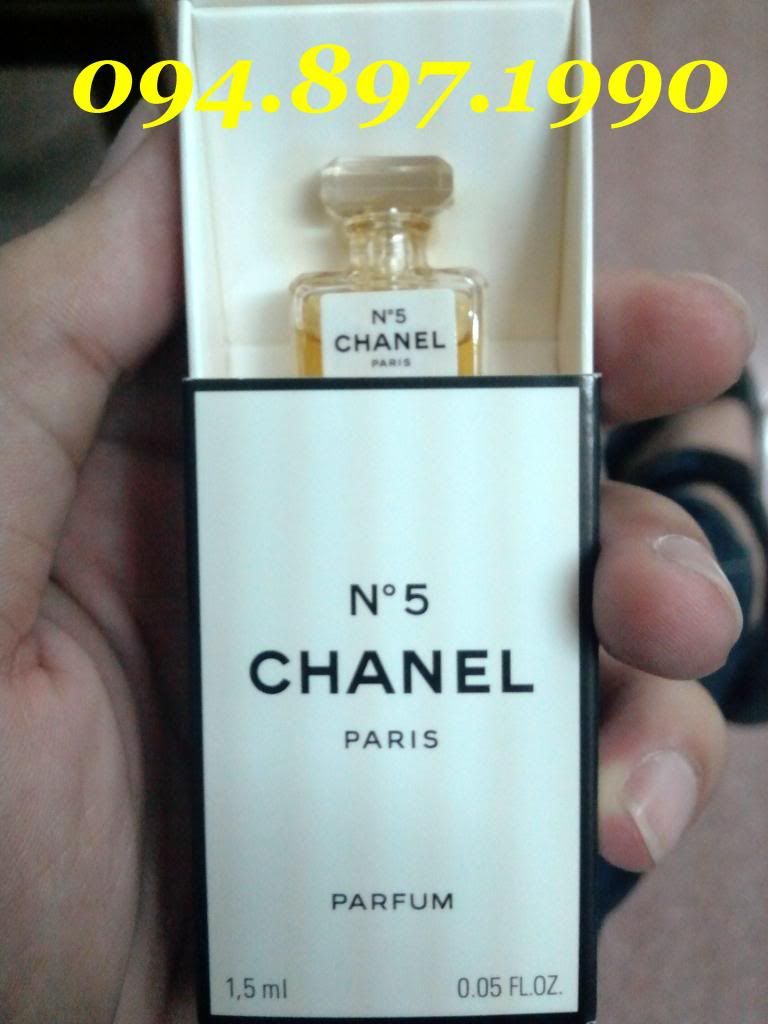 094.897.1990
N°5
CHANEL
PARIS
N°5
CHANEL
PARIS
PARFUM
1,5 ml 0.05 FL.OZ.